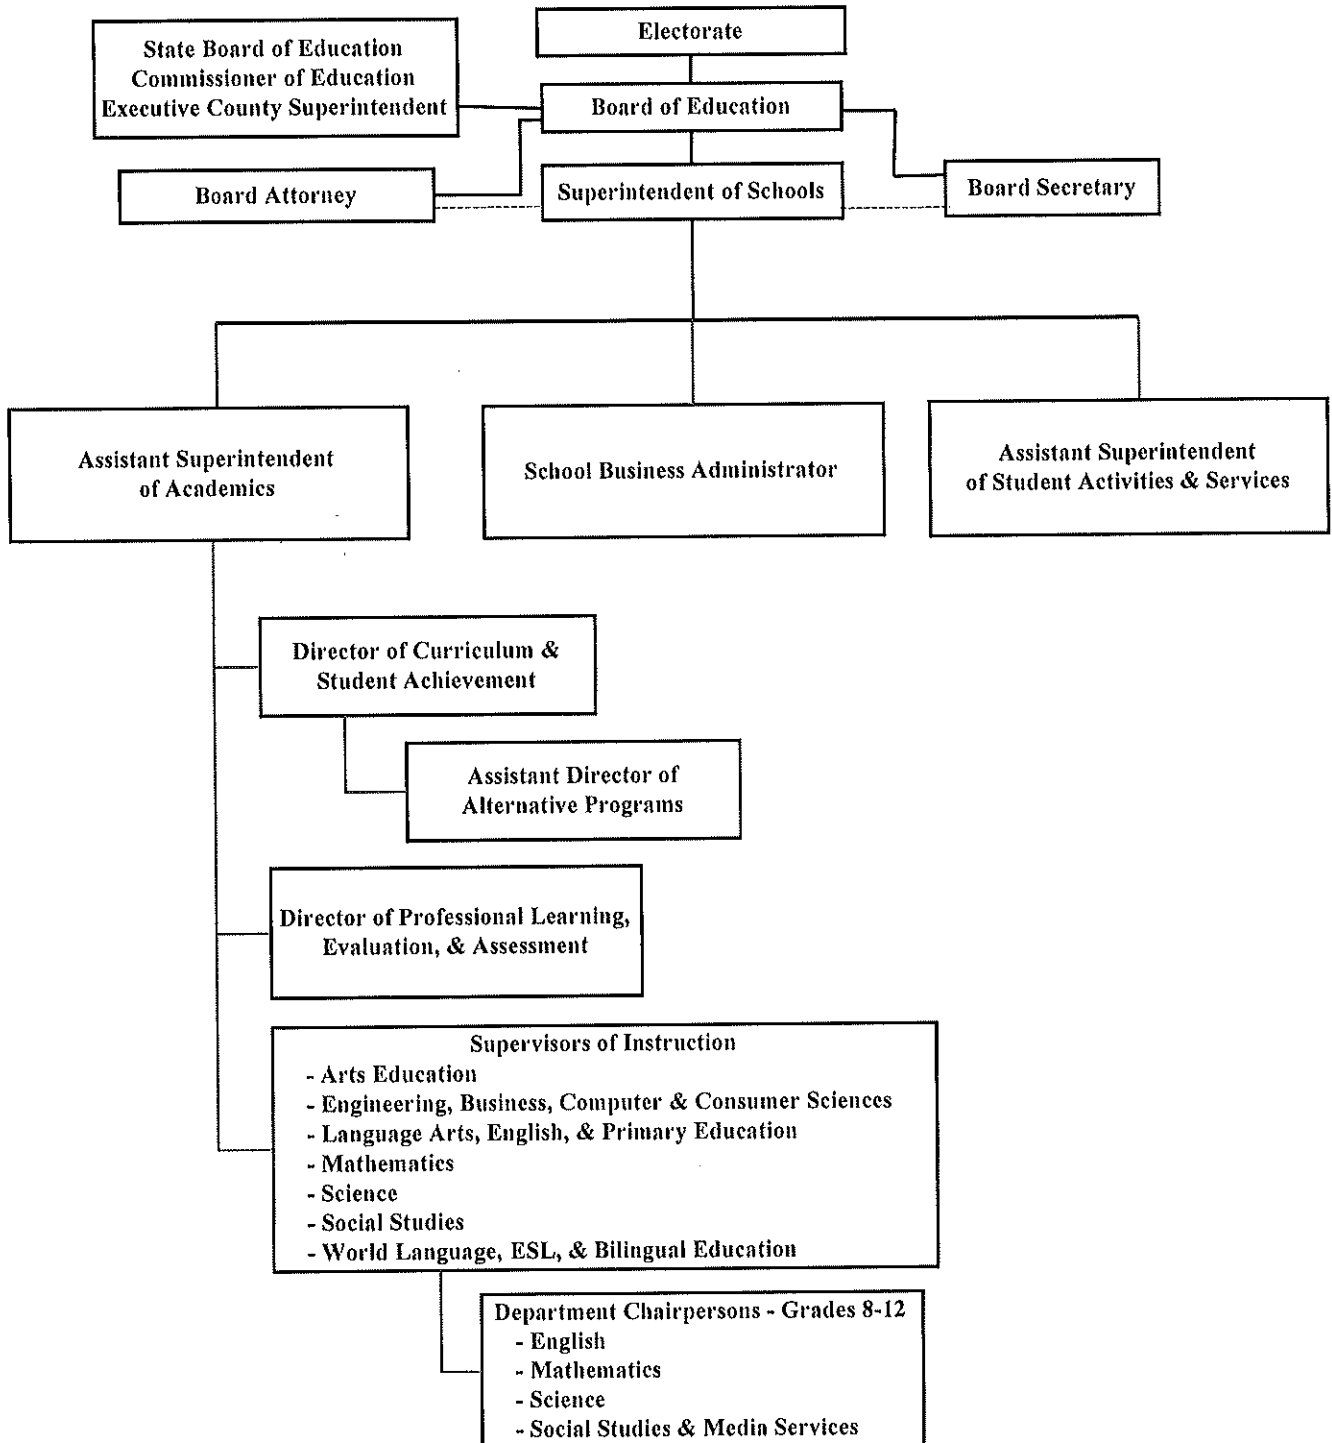 State Board of Education
Commissioner of Education
Executive County Superintendent
Electorate
Board of Education
Board Attorney
Superintendent of Schools
Board Secretary
Assistant Superintendent
of Academics
School Business Administrator
Assistant Superintendent
of Student Activities & Services
Director of Curriculum &
Student Achievement
Assistant Director of
Alternative Programs
Director of Professional Learning,
Evaluation, & Assessment
Supervisors of Instruction
- Arts Education
- Engineering, Business, Computer & Consumer Sciences
- Language Arts, English, & Primary Education
- Mathematics
- Science
- Social Studies
- World Language, ESL, & Bilingual Education
Department Chairpersons - Grades 8-12
- English
- Mathematics
- Science
- Social Studies & Media Services